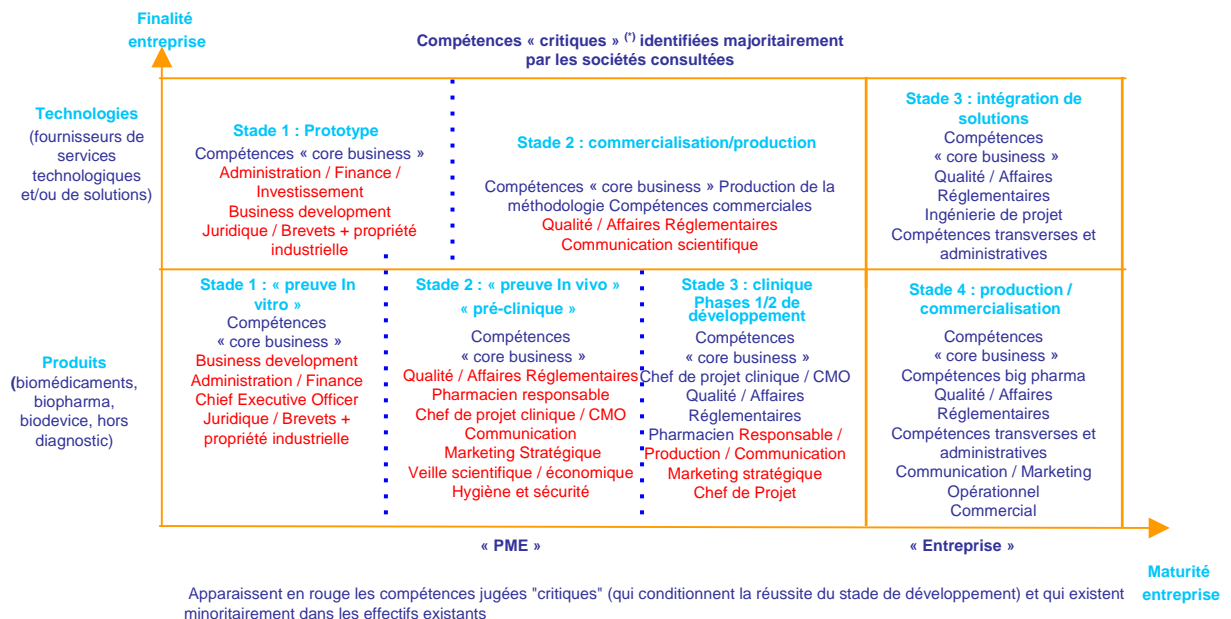 Finalité
entreprise
Compétences « critiques » (*) identifiées majoritairement
par les sociétés consultées
Technologies
(fournisseurs de
services
technologiques
et/ou de solutions)
Stade 1 : Prototype
Compétences « core business »
Administration / Finance /
Investissement
Business development
Juridique / Brevets + propriété
industrielle
Stade 2 : commercialisation/production
Compétences « core business » Production de la
méthodologie Compétences commerciales
Qualité / Affaires Réglementaires
Communication scientifique
Stade 3 : intégration de
solutions
Compétences
« core business »
Qualité / Affaires
Réglementaires
Ingénierie de projet
Compétences transverses et
administratives
Produits
(biomédicaments,
biopharma,
biodevice, hors
diagnostic)
Stade 1 : « preuve In
vitro »
Compétences
« core business »
Business development
Administration / Finance
Chief Executive Officer
Juridique / Brevets +
propriété industrielle
Stade 2 : « preuve In vivo »
« pré-clinique »
Compétences
« core business »
Qualité / Affaires Réglementaires
Pharmacien responsable
Chef de projet clinique / CMO
Communication
Marketing Stratégique
Veille scientifique / économique
Hygiène et sécurité
Stade 3 : clinique
Phases 1/2 de
développement
Compétences
« core business »
Chef de projet clinique / CMO
Qualité / Affaires
Réglementaires
Pharmacien Responsable /
Production / Communication
Marketing stratégique
Chef de Projet
Stade 4 : production /
commercialisation
Compétences
« core business »
Compétences big pharma
Qualité / Affaires
Réglementaires
Compétences transverses et
administratives
Communication / Marketing
Opérationnel
Commercial
« PME »
« Entreprise »
Maturité
entreprise
Apparaissent en rouge les compétences jugées "critiques" (qui conditionnent la réussite du stade de développement) et qui existent
minoritairement dans les effectifs existants